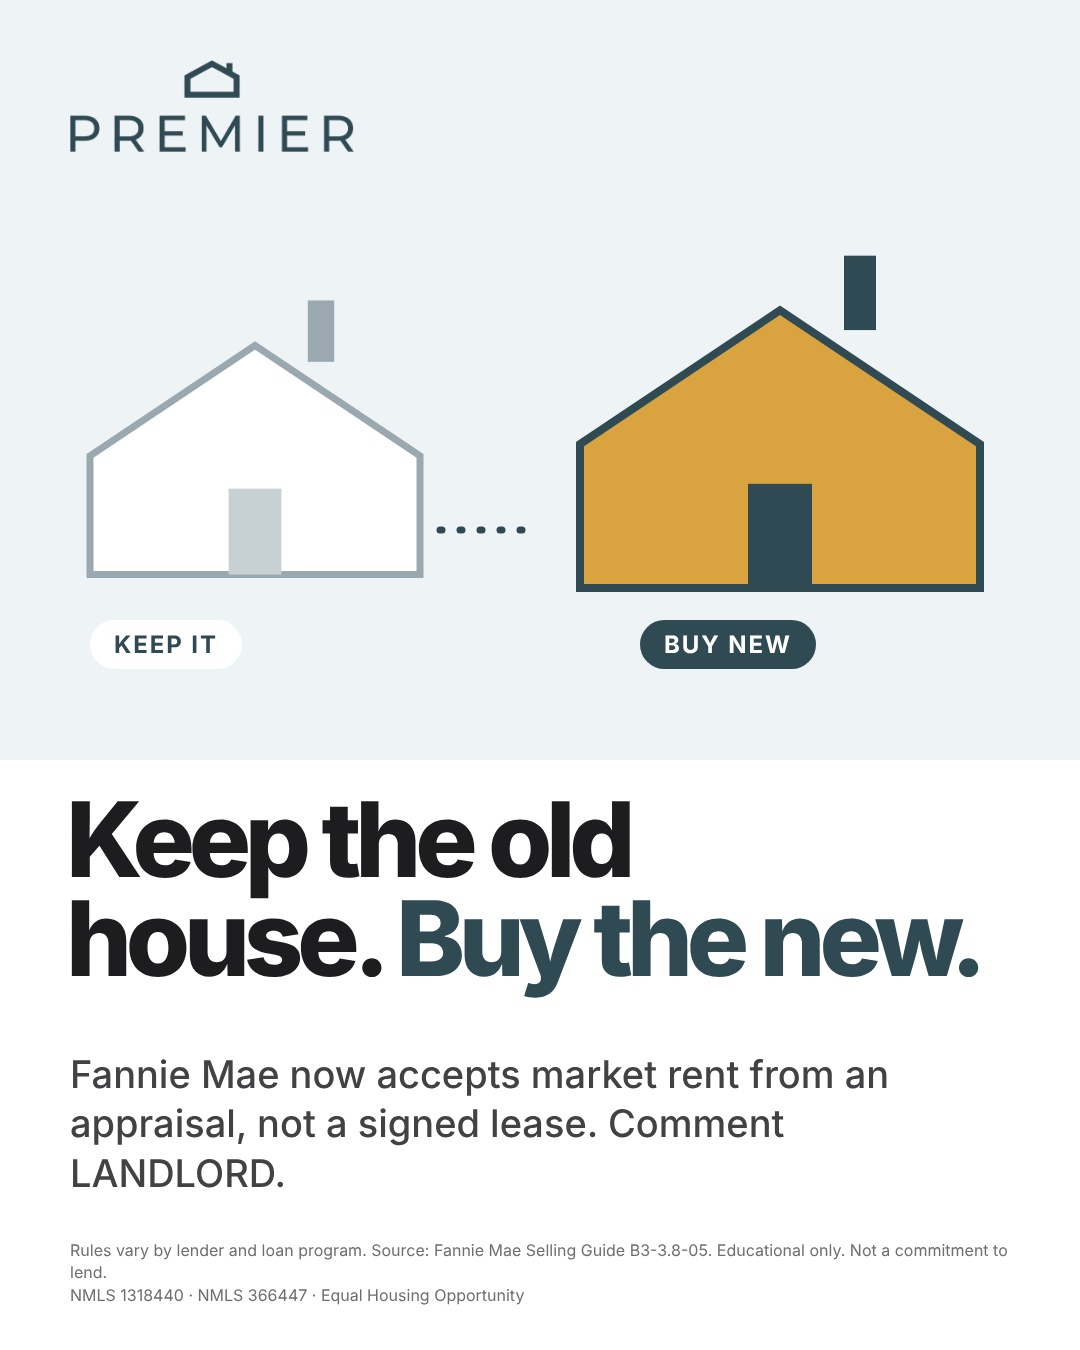 PREMIER
KEEP IT
BUY NEW
Keep the old
house. Buy the new.
Fannie Mae now accepts market rent from an
appraisal, not a signed lease. Comment
LANDLORD.
Rules vary by lender and loan program. Source: Fannie Mae Selling Guide B3-3.8-05. Educational only. Not a commitment to
lend.
NMLS 1318440 · NMLS 366447 · Equal Housing Opportunity